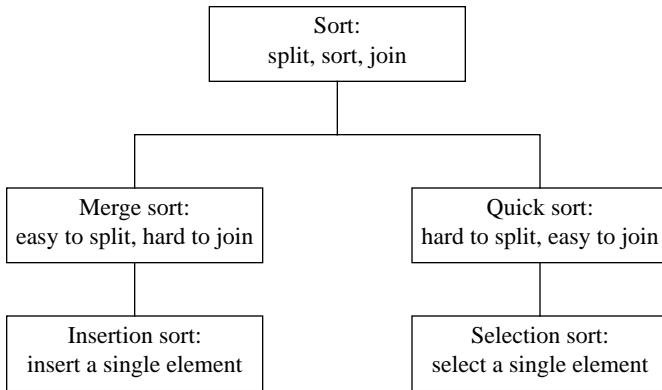 Sort:
split, sort, join
Merge sort:
easy to split, hard to join
Quick sort:
hard to split, easy to join
Insertion sort:
insert a single element
Selection sort:
select a single element